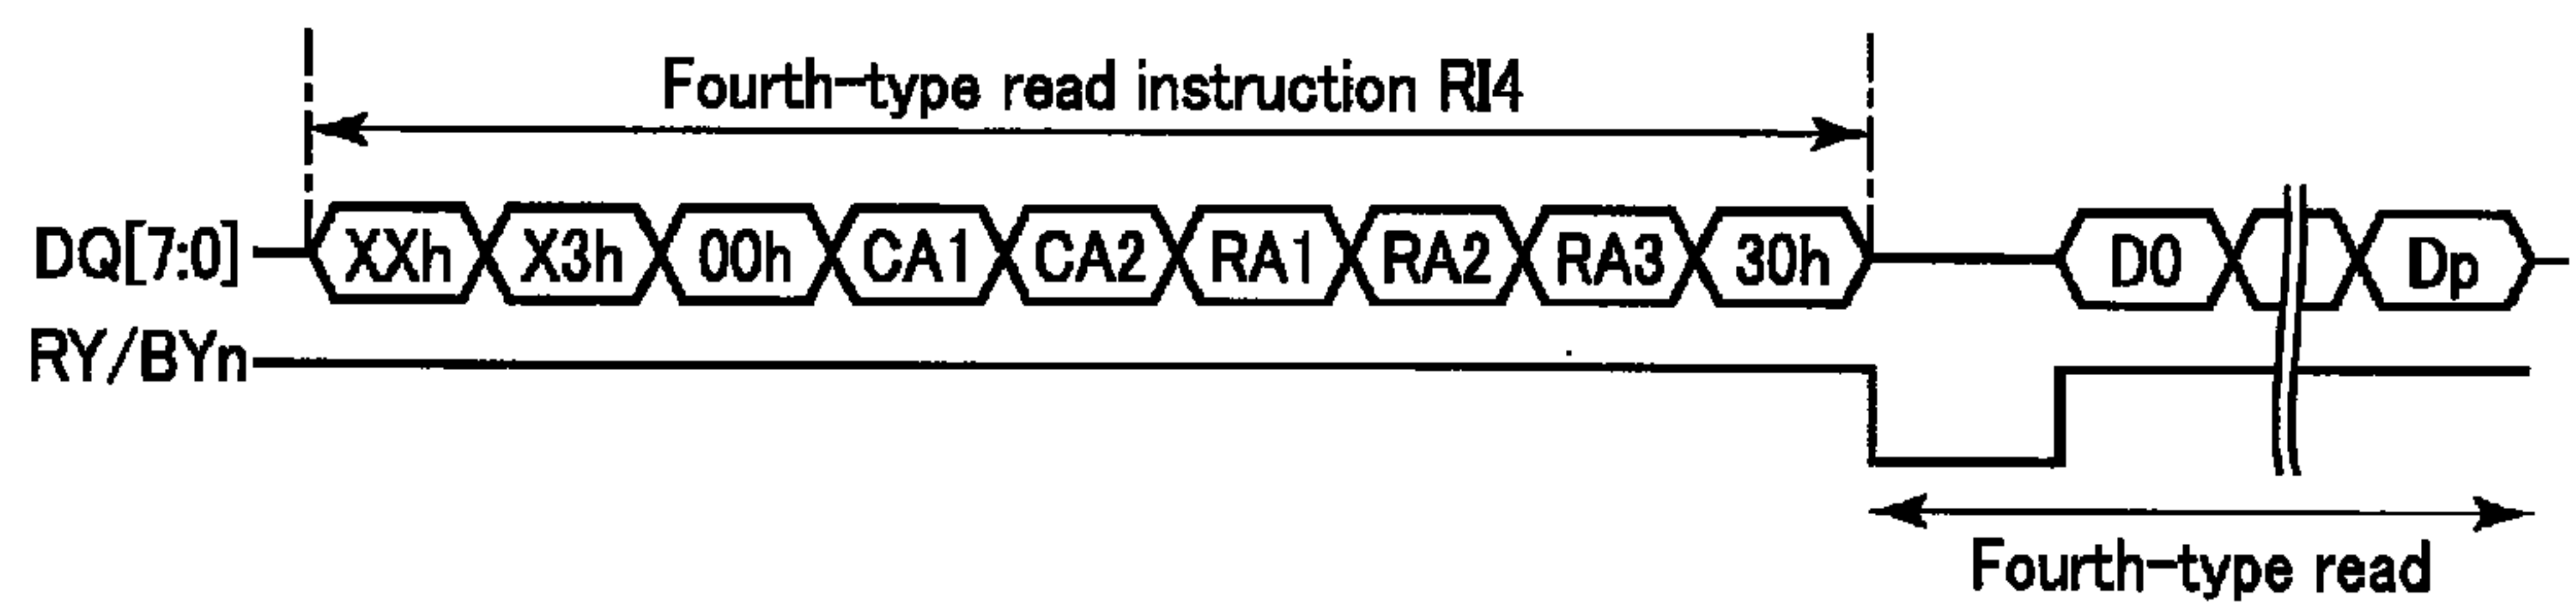 Fourth-type read instruction RI4
DQ[7:0] XXh X3h 00h CA1 CA2 RA1 RA2 RA3 30h D0 Dp
RY/BYn
Fourth-type read